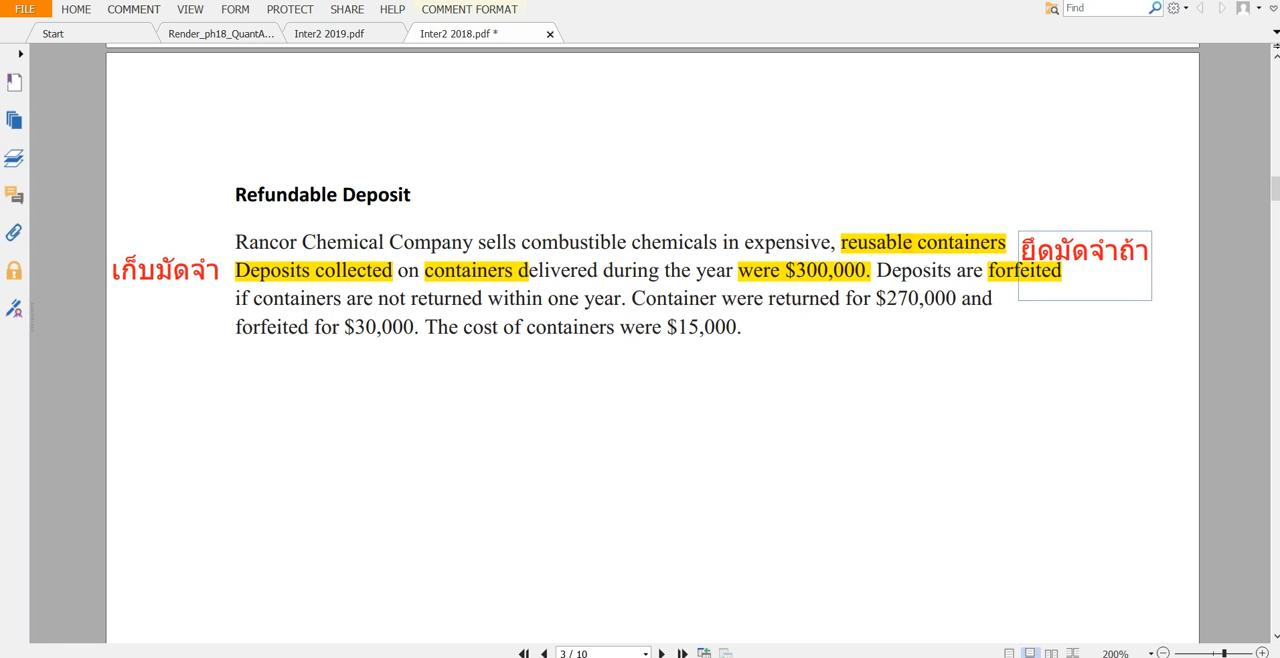 FILE HOME COMMENT VIEW FORM PROTECT SHARE HELP COMMENT FORMAT Find
Start Render_ph18_QuantA... Inter2 2019.pdf Inter2 2018.pdf *
Refundable Deposit
Rancor Chemical Company sells combustible chemicals in expensive, reusable containers
ยึดมัดจำถ้า
เก็บมัดจำ
Deposits collected on containers delivered during the year were $300,000. Deposits are forfeited
if containers are not returned within one year. Container were returned for $270,000 and
forfeited for $30,000. The cost of containers were $15,000.
3 / 10 200%